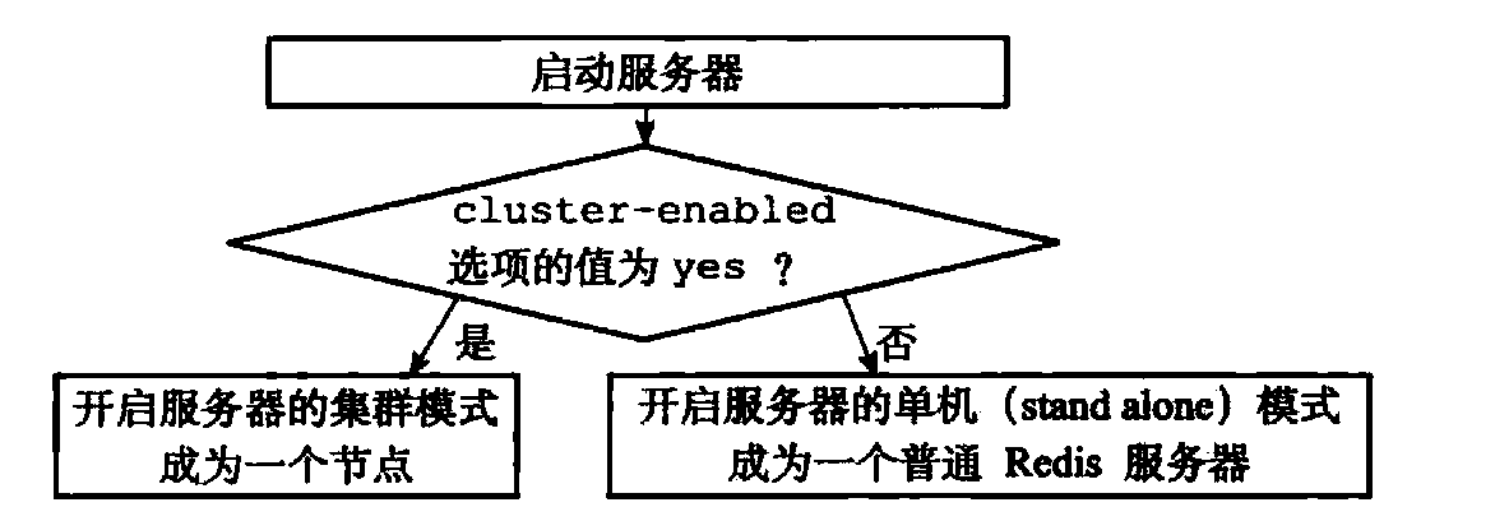 启动服务器
cluster-enabled
选项的值为 yes ？
是
否
开启服务器的集群模式
成为一个节点
开启服务器的单机（stand alone）模式
成为一个普通 Redis 服务器